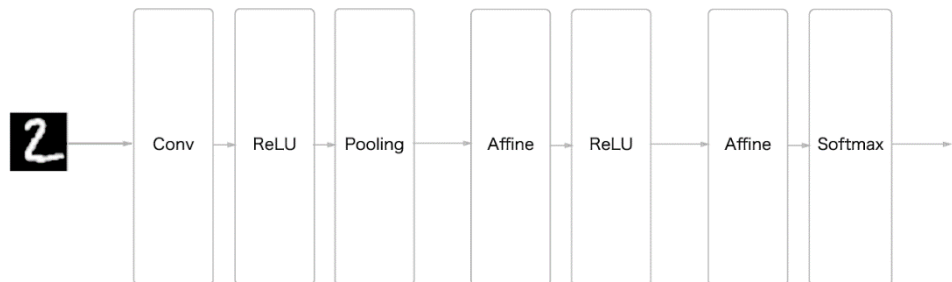 2
Conv
ReLU
Pooling
Affine
ReLU
Affine
Softmax